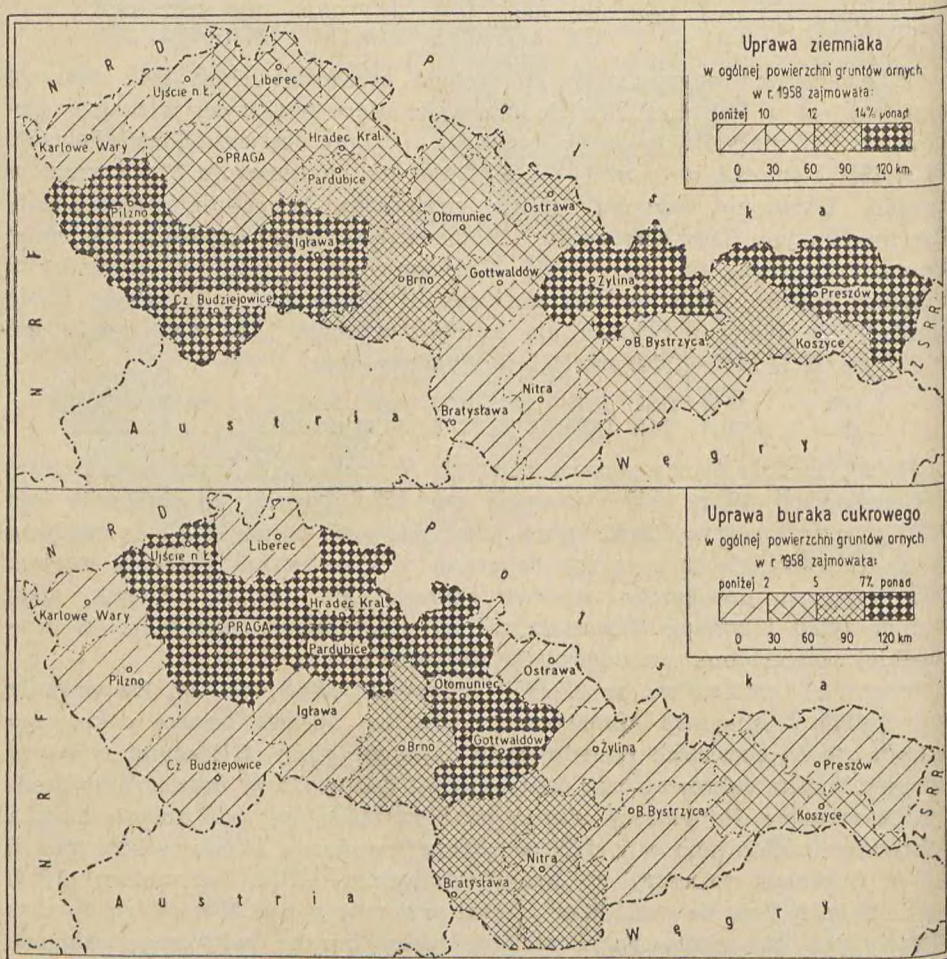 Uprawa ziemniaka
w ogólnej powierzchni gruntów ornych
w r. 1958 zajmowała:
poniżej 10 12 14% ponad
0 30 60 90 120 km
N R D
P o l s k a
N R F
A u s t r i a
W ę g r y
Z S R R
Liberec
Ujście n Ł.
Karlowe Wary
PRAGA
Hradec Kral.
Pardubice
Pilzno
Igława
Ołomuniec
Ostrawa
Brno
Gottwaldów
Żylina
Preszów
Cz. Budziejowice
B. Bystrzyca
Koszyce
Nitra
Bratysława
Uprawa buraka cukrowego
w ogólnej powierzchni gruntów ornych
w r 1958 zajmowała:
poniżej 2 5 7% ponad
0 30 60 90 120 km
N R D
P o l s k a
N R F
A u s t r i a
W ę g r y
Z S R R
Liberec
Ujście n Ł.
Karlowe Wary
Hradec Kral.
PRAGA
Pardubice
Pilzno
Ostrawa
Ołomuniec
Igława
Brno
Gottwaldów
Żylina
Preszów
Cz. Budziejowice
B. Bystrzyca
Koszyce
Nitra
Bratysława